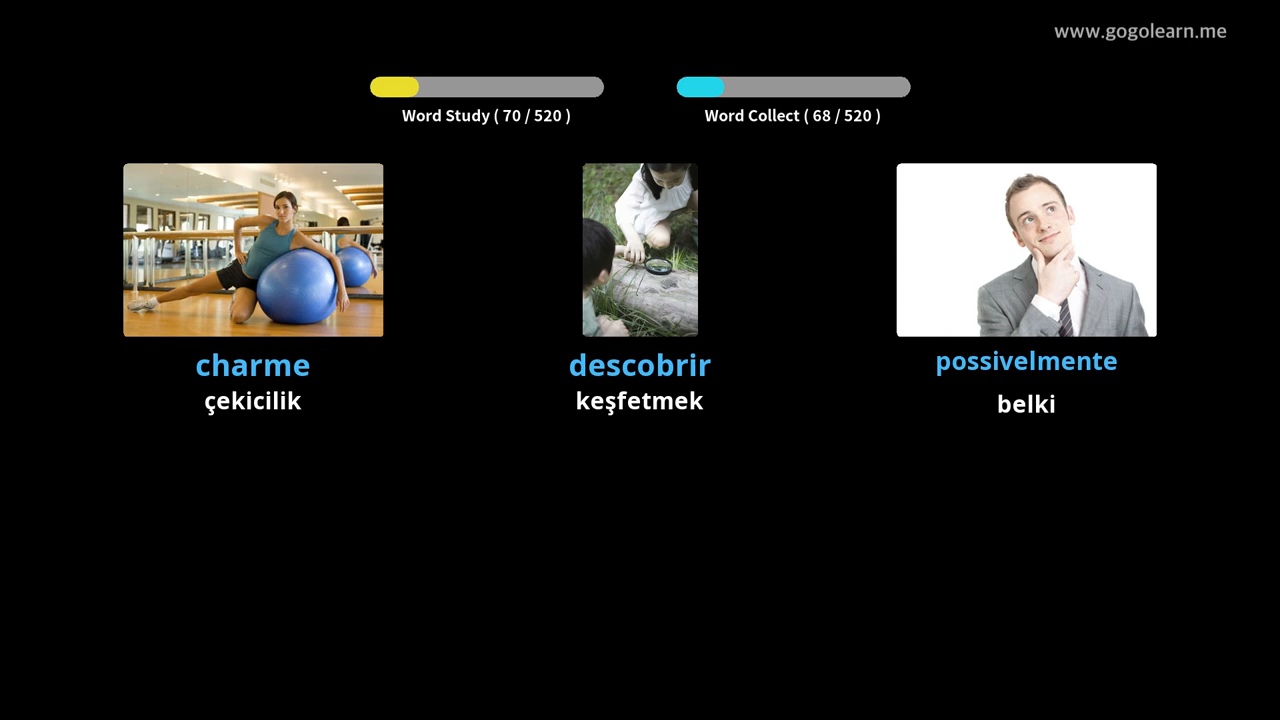 www.gogolearn.me
Word Study ( 70 / 520 )
Word Collect ( 68 / 520 )
charme
çekicilik
descobrir
keşfetmek
possivelmente
belki